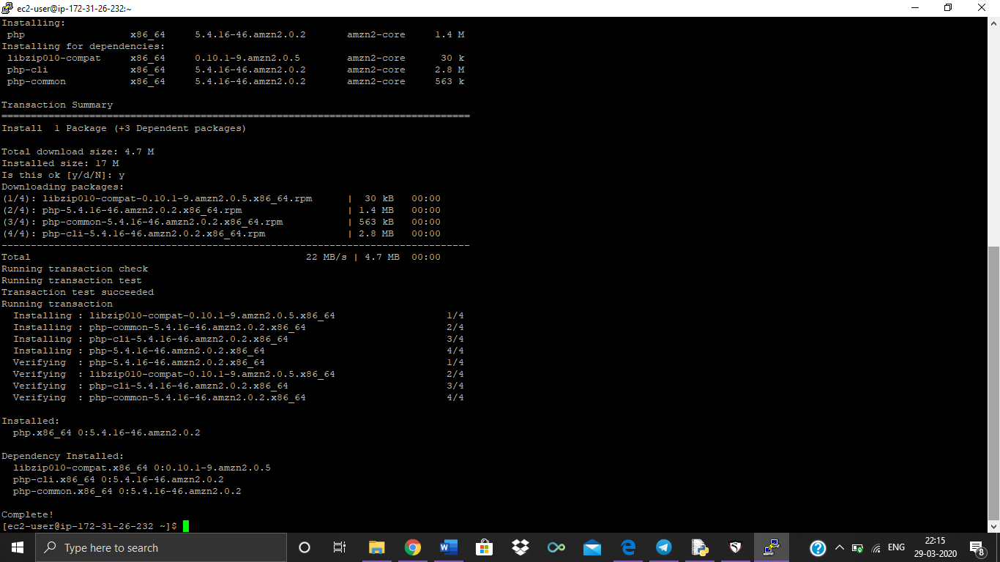 ec2-user@ip-172-31-26-232:~
Installing:
php x86_64 5.4.16-46.amzn2.0.2 amzn2-core 1.4 M
Installing for dependencies:
libzip010-compat x86_64 0.10.1-9.amzn2.0.5 amzn2-core 30 k
php-cli x86_64 5.4.16-46.amzn2.0.2 amzn2-core 2.8 M
php-common x86_64 5.4.16-46.amzn2.0.2 amzn2-core 563 k
Transaction Summary
================================================================================
Install 1 Package (+3 Dependent packages)
Total download size: 4.7 M
Installed size: 17 M
Is this ok [y/d/N]: y
Downloading packages:
(1/4): libzip010-compat-0.10.1-9.amzn2.0.5.x86_64.rpm | 30 kB 00:00
(2/4): php-5.4.16-46.amzn2.0.2.x86_64.rpm | 1.4 MB 00:00
(3/4): php-common-5.4.16-46.amzn2.0.2.x86_64.rpm | 563 kB 00:00
(4/4): php-cli-5.4.16-46.amzn2.0.2.x86_64.rpm | 2.8 MB 00:00
--------------------------------------------------------------------------------
Total 22 MB/s | 4.7 MB 00:00
Running transaction check
Running transaction test
Transaction test succeeded
Running transaction
Installing : libzip010-compat-0.10.1-9.amzn2.0.5.x86_64 1/4
Installing : php-common-5.4.16-46.amzn2.0.2.x86_64 2/4
Installing : php-cli-5.4.16-46.amzn2.0.2.x86_64 3/4
Installing : php-5.4.16-46.amzn2.0.2.x86_64 4/4
Verifying : php-5.4.16-46.amzn2.0.2.x86_64 1/4
Verifying : libzip010-compat-0.10.1-9.amzn2.0.5.x86_64 2/4
Verifying : php-cli-5.4.16-46.amzn2.0.2.x86_64 3/4
Verifying : php-common-5.4.16-46.amzn2.0.2.x86_64 4/4
Installed:
php.x86_64 0:5.4.16-46.amzn2.0.2
Dependency Installed:
libzip010-compat.x86_64 0:0.10.1-9.amzn2.0.5
php-cli.x86_64 0:5.4.16-46.amzn2.0.2
php-common.x86_64 0:5.4.16-46.amzn2.0.2
Complete!
[ec2-user@ip-172-31-26-232 ~]$
Type here to search
ENG
22:15
29-03-2020
8